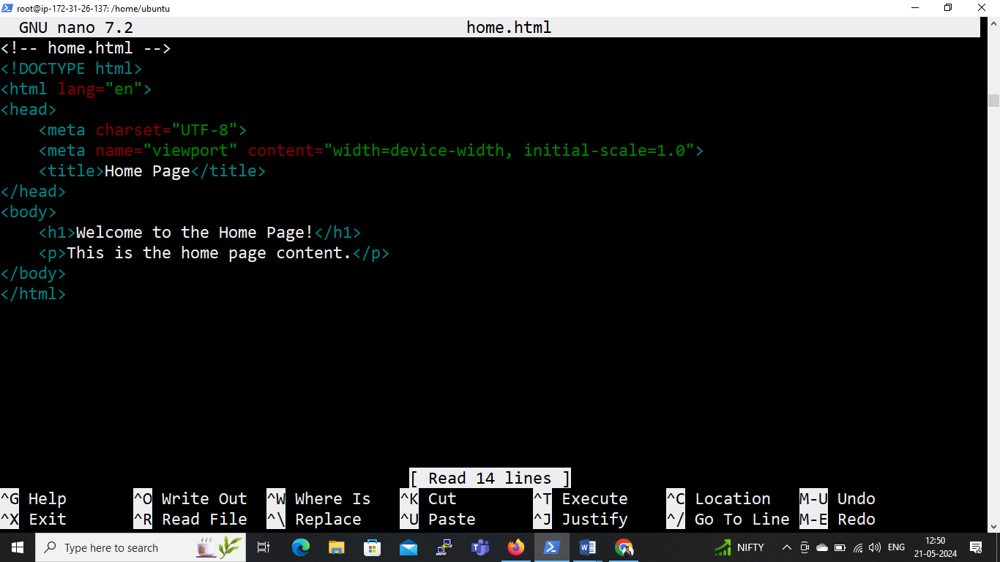 root@ip-172-31-26-137: /home/ubuntu
GNU nano 7.2 home.html
<!-- home.html -->
<!DOCTYPE html>
<html lang="en">
<head>
    <meta charset="UTF-8">
    <meta name="viewport" content="width=device-width, initial-scale=1.0">
    <title>Home Page</title>
</head>
<body>
    <h1>Welcome to the Home Page!</h1>
    <p>This is the home page content.</p>
</body>
</html>
[ Read 14 lines ]
^G Help ^O Write Out ^W Where Is ^K Cut ^T Execute ^C Location M-U Undo
^X Exit ^R Read File ^\ Replace ^U Paste ^J Justify ^/ Go To Line M-E Redo
Type here to search NIFTY ENG 12:50
21-05-2024